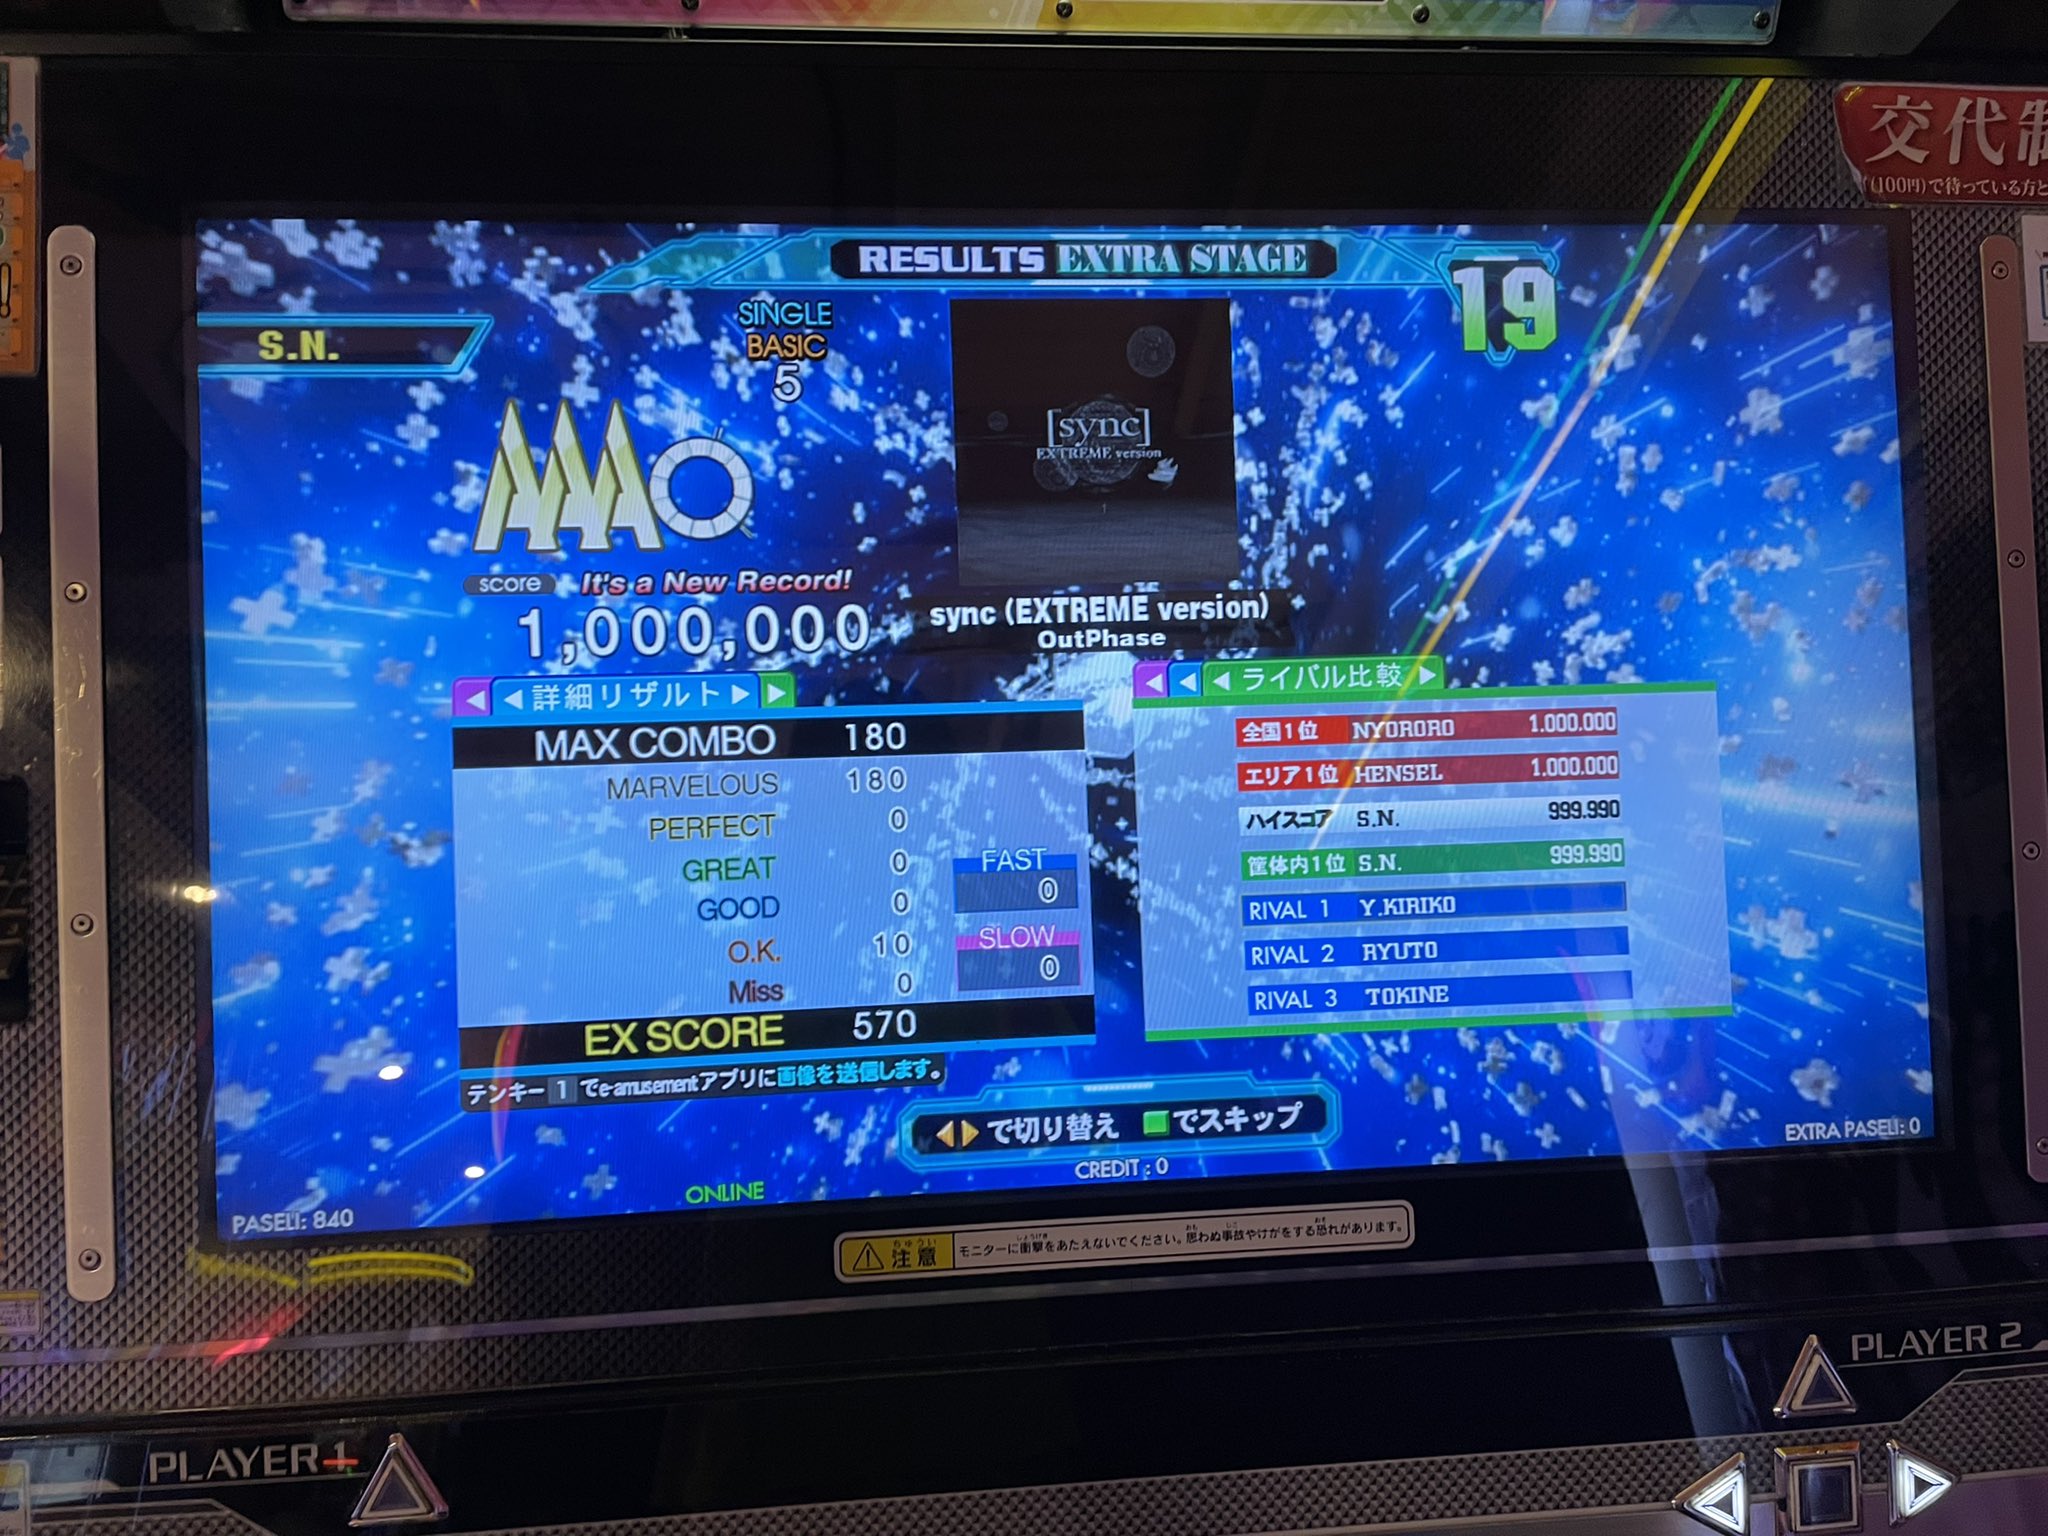 交代制
(100円)で待っている方と
RESULTS EXTRA STAGE
19
S.N.
SINGLE
BASIC
5
AAA
[sync]
EXTREME version
score It's a New Record!
1,000,000
sync (EXTREME version)
OutPhase
詳細リザルト
MAX COMBO 180
MARVELOUS 180
PERFECT 0
GREAT 0
GOOD 0
O.K. 10
Miss 0
FAST
0
SLOW
0
EX SCORE 570
ライバル比較
全国1位 NYORORO 1.000.000
エリア1位 HENSEL 1.000.000
ハイスコア S.N. 999.990
筐体内1位 S.N. 999.990
RIVAL 1 Y.KIRIKO
RIVAL 2 RYUTO
RIVAL 3 TOKINE
テンキー 1 でe-amusementアプリに画像を送信します。
で切り替え でスキップ
EXTRA PASELI: 0
CREDIT : 0
ONLINE
PASELI: 840
注意 モニターに衝撃をあたえないでください。思わぬ事故やけがをする恐れがあります。
PLAYER 1
PLAYER 2